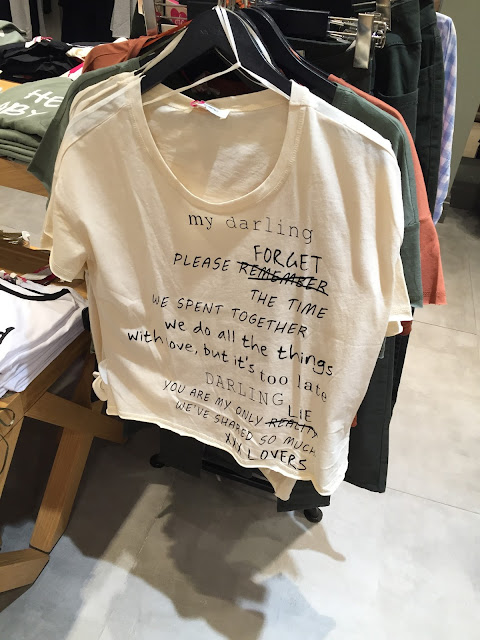 my darling
FORGET
PLEASE REMEMBER
THE TIME
WE SPENT TOGETHER
we do all the things
with love, but it's too late
DARLING
LIE
YOU ARE MY ONLY REALITY
WE'VE SHARED SO MUCH
XXX LOVERS